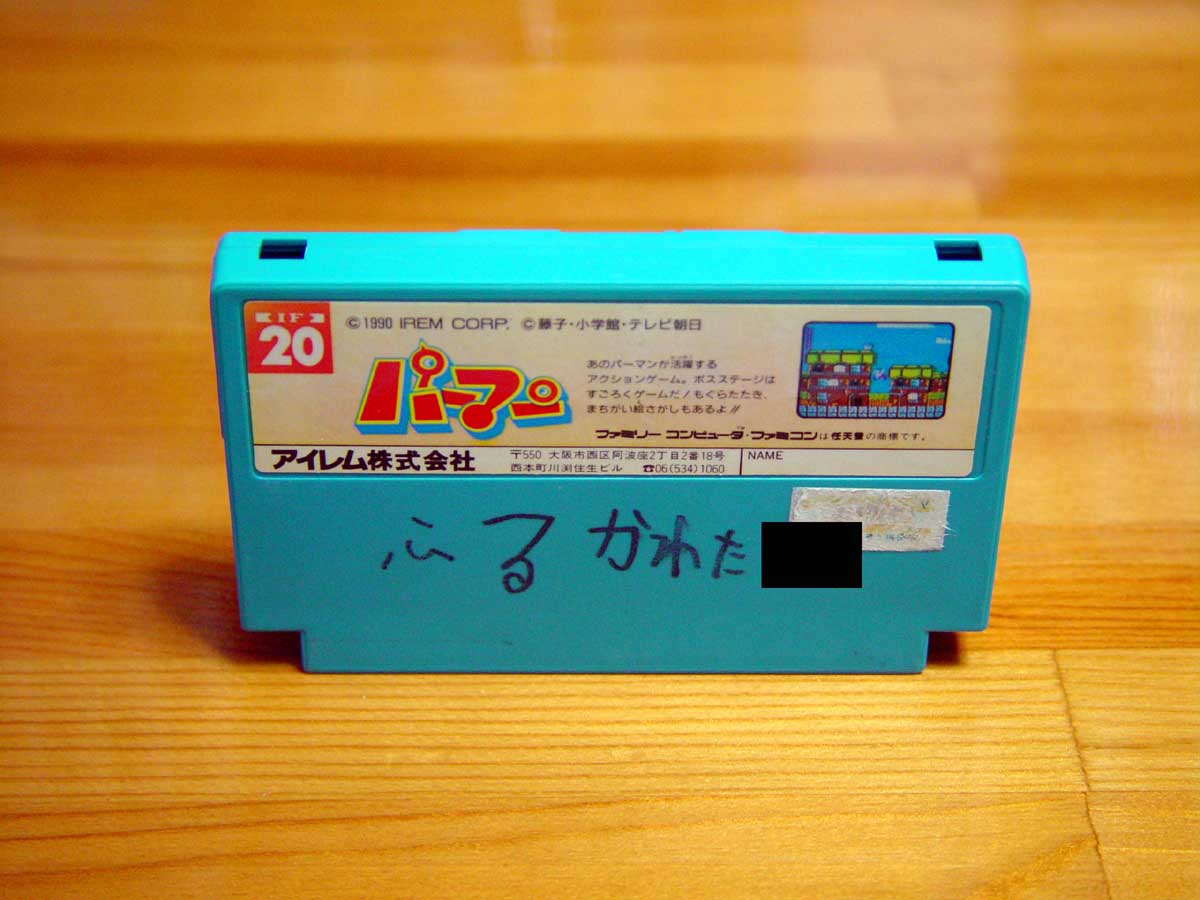 IF
20
©1990 IREM CORP. ©藤子・小学館・テレビ朝日
パーマン
あのパーマンが活躍する
アクションゲーム。ボスステージは
すごろくゲームだ!もぐらたたき、
まちがい絵さがしもあるよ!!
ファミリー コンピュータ・ファミコンは任天堂の商標です。
アイレム株式会社
〒550 大阪市西区阿波座2丁目2番18号
西本町川渕住生ビル ☎06(534)1060
NAME
ふるかわた